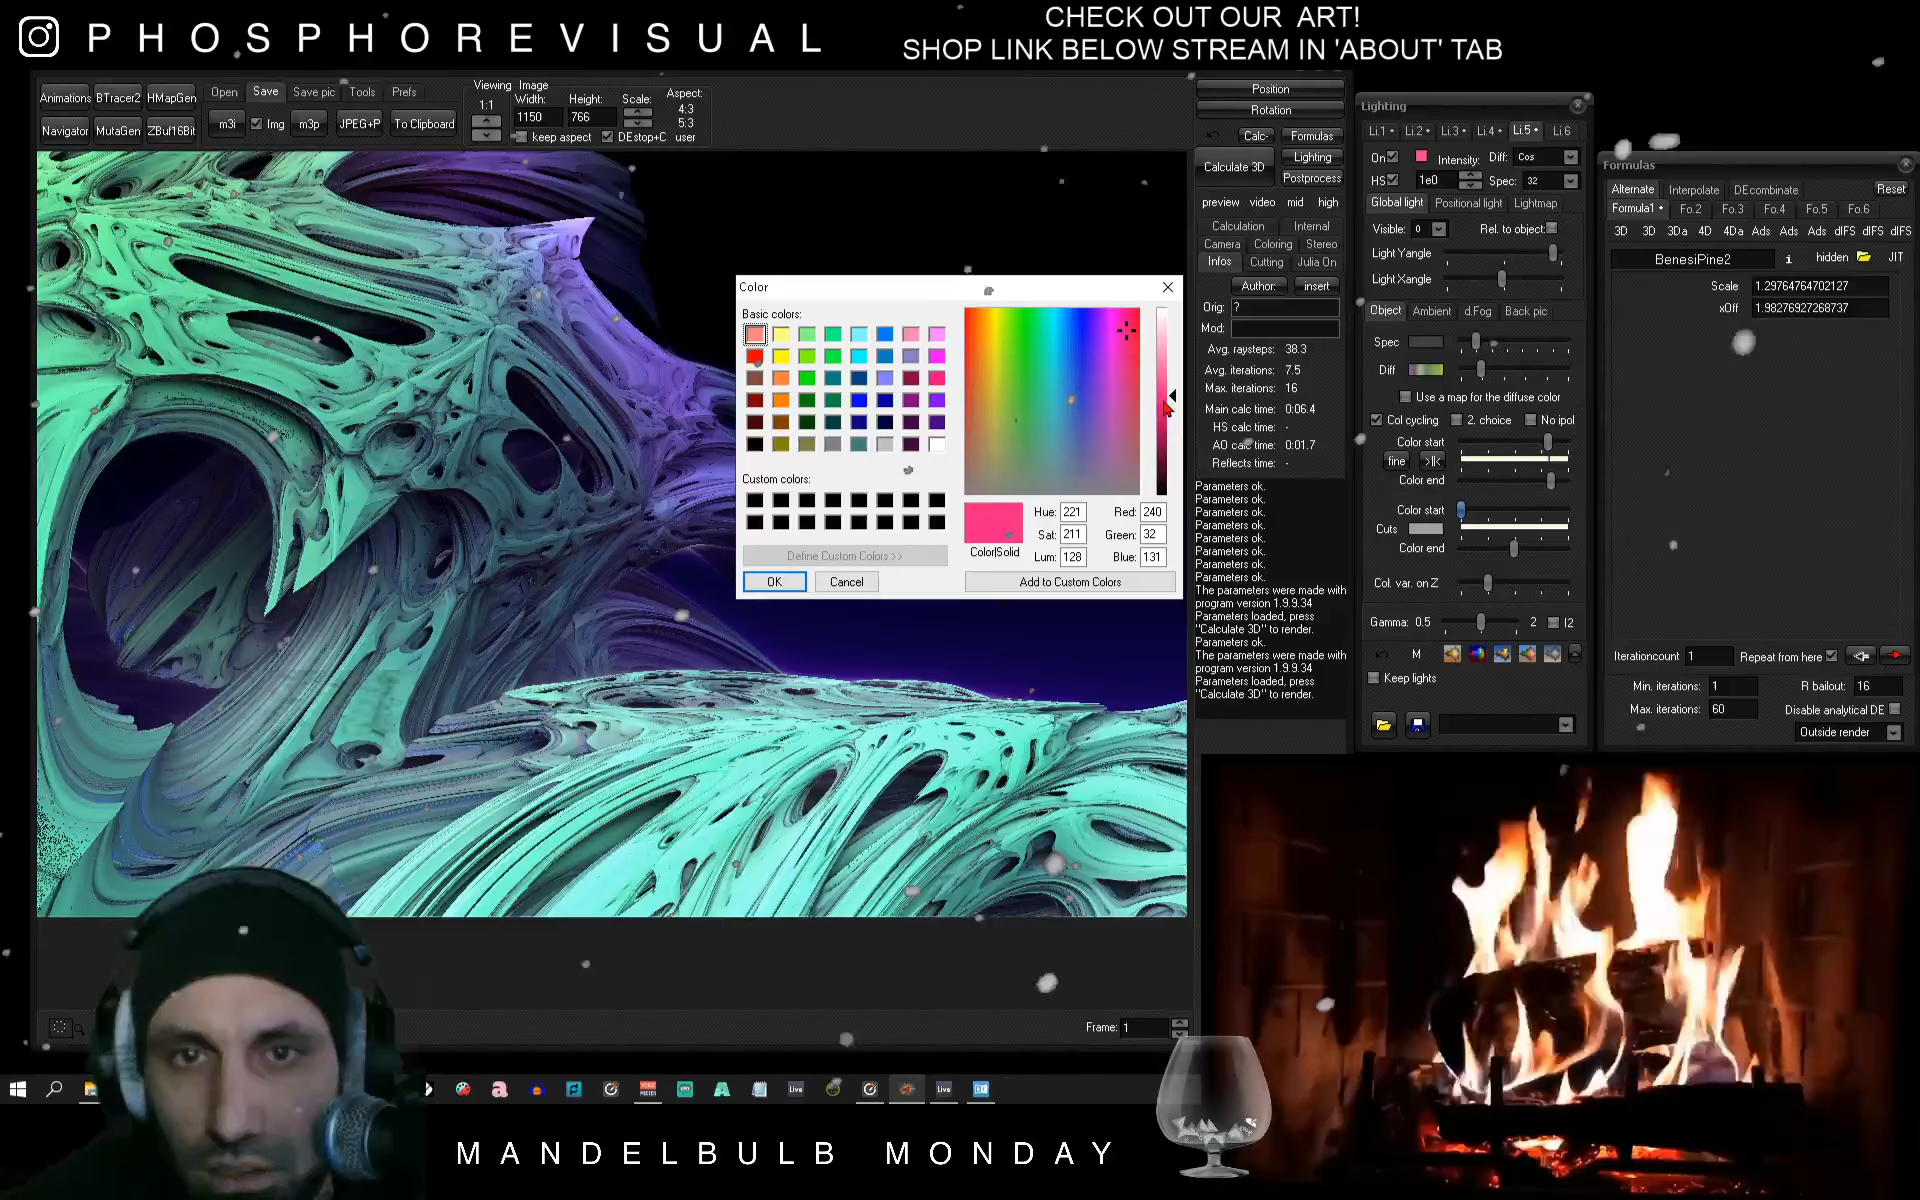 PHOSPHOREVISUAL
CHECK OUT OUR ART!
SHOP LINK BELOW STREAM IN 'ABOUT' TAB
Animations BTracer2 HMapGen
Navigator MutaGen ZBuf16Bit
Open Save Save pic Tools Prefs
m3i Img m3p JPEG+P To Clipboard
Viewing Image
1:1 Width: Height: Scale: Aspect:
1150 766 4:3
5:3
keep aspect DEstop+C user
Position
Rotation
Calc- Formulas
Calculate 3D Lighting
Postprocess
preview video mid high
Calculation Internal
Camera Coloring Stereo
Infos Cutting Julia On
Author: insert
Orig: ?
Mod:
Avg. raysteps: 38.3
Avg. iterations: 7.5
Max. iterations: 16
Main calc time: 0:06.4
HS calc time: -
AO calc time: 0:01.7
Reflects time: -
Parameters ok.
Parameters ok.
Parameters ok.
Parameters ok.
Parameters ok.
Parameters ok.
Parameters ok.
Parameters ok.
The parameters were made with
program version 1.9.9.34
Parameters loaded, press
"Calculate 3D" to render.
Parameters ok.
The parameters were made with
program version 1.9.9.34
Parameters loaded, press
"Calculate 3D" to render.
Color
Basic colors:
Custom colors:
Define Custom Colors >>
OK Cancel
Color|Solid
Hue: 221 Red: 240
Sat: 211 Green: 32
Lum: 128 Blue: 131
Add to Custom Colors
Lighting
Li.1 Li.2 Li.3 Li.4 Li.5 Li.6
On Intensity: Diff: Cos
HS 1e0 Spec: 32
Global light Positional light Lightmap
Visible: 0 Rel. to object:
Light Yangle
Light Xangle
Object Ambient d.Fog Back pic
Spec
Diff
Use a map for the diffuse color
Col cycling 2. choice No ipol
Color start
fine >||<
Color end
Color start
Cuts
Color end
Col. var. on Z
Gamma: 0.5 2 I2
M
Keep lights
Formulas
Alternate Interpolate DEcombinate Reset
Formula1 Fo.2 Fo.3 Fo.4 Fo.5 Fo.6
3D 3D 3Da 4D 4Da Ads Ads Ads dIFS dIFS dIFS
BenesiPine2 i hidden JIT
Scale 1.29764764702127
xOff 1.98276927268737
Iterationcount 1 Repeat from here
Min. iterations: 1 R bailout: 16
Max. iterations: 60 Disable analytical DE
Outside render
Frame: 1
MANDELBULB MONDAY